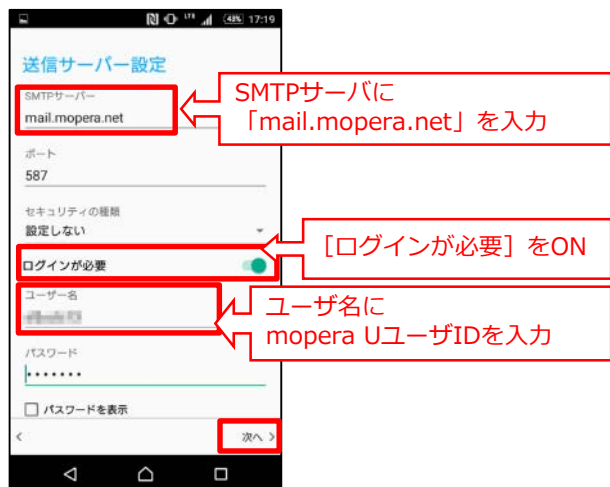 LTE 43% 17:19
送信サーバー設定
SMTPサーバー
mail.mopera.net
SMTPサーバに
「mail.mopera.net」を入力
ポート
587
セキュリティの種類
設定しない
[ログインが必要]をON
ログインが必要
ユーザー名
ユーザ名に
mopera UユーザIDを入力
パスワード
•••••••
パスワードを表示
< 次へ >